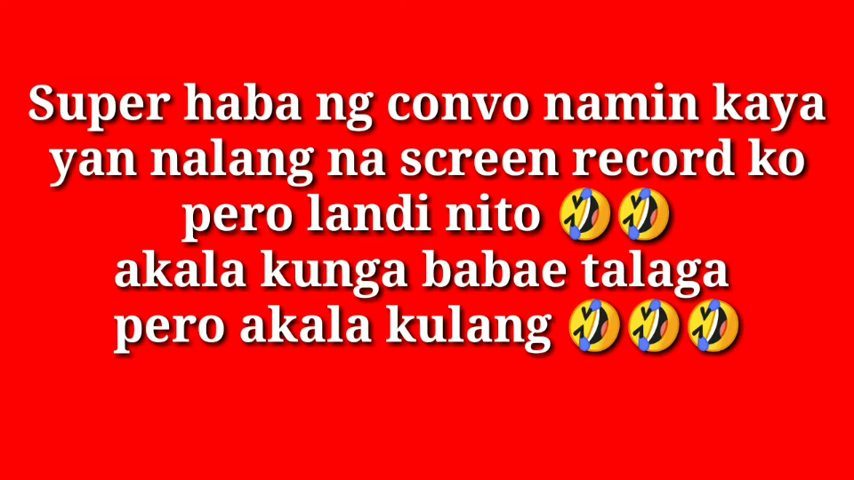 Super haba ng convo namin kaya
yan nalang na screen record ko
pero landi nito 🤣🤣
akala kunga babae talaga
pero akala kulang 🤣🤣🤣